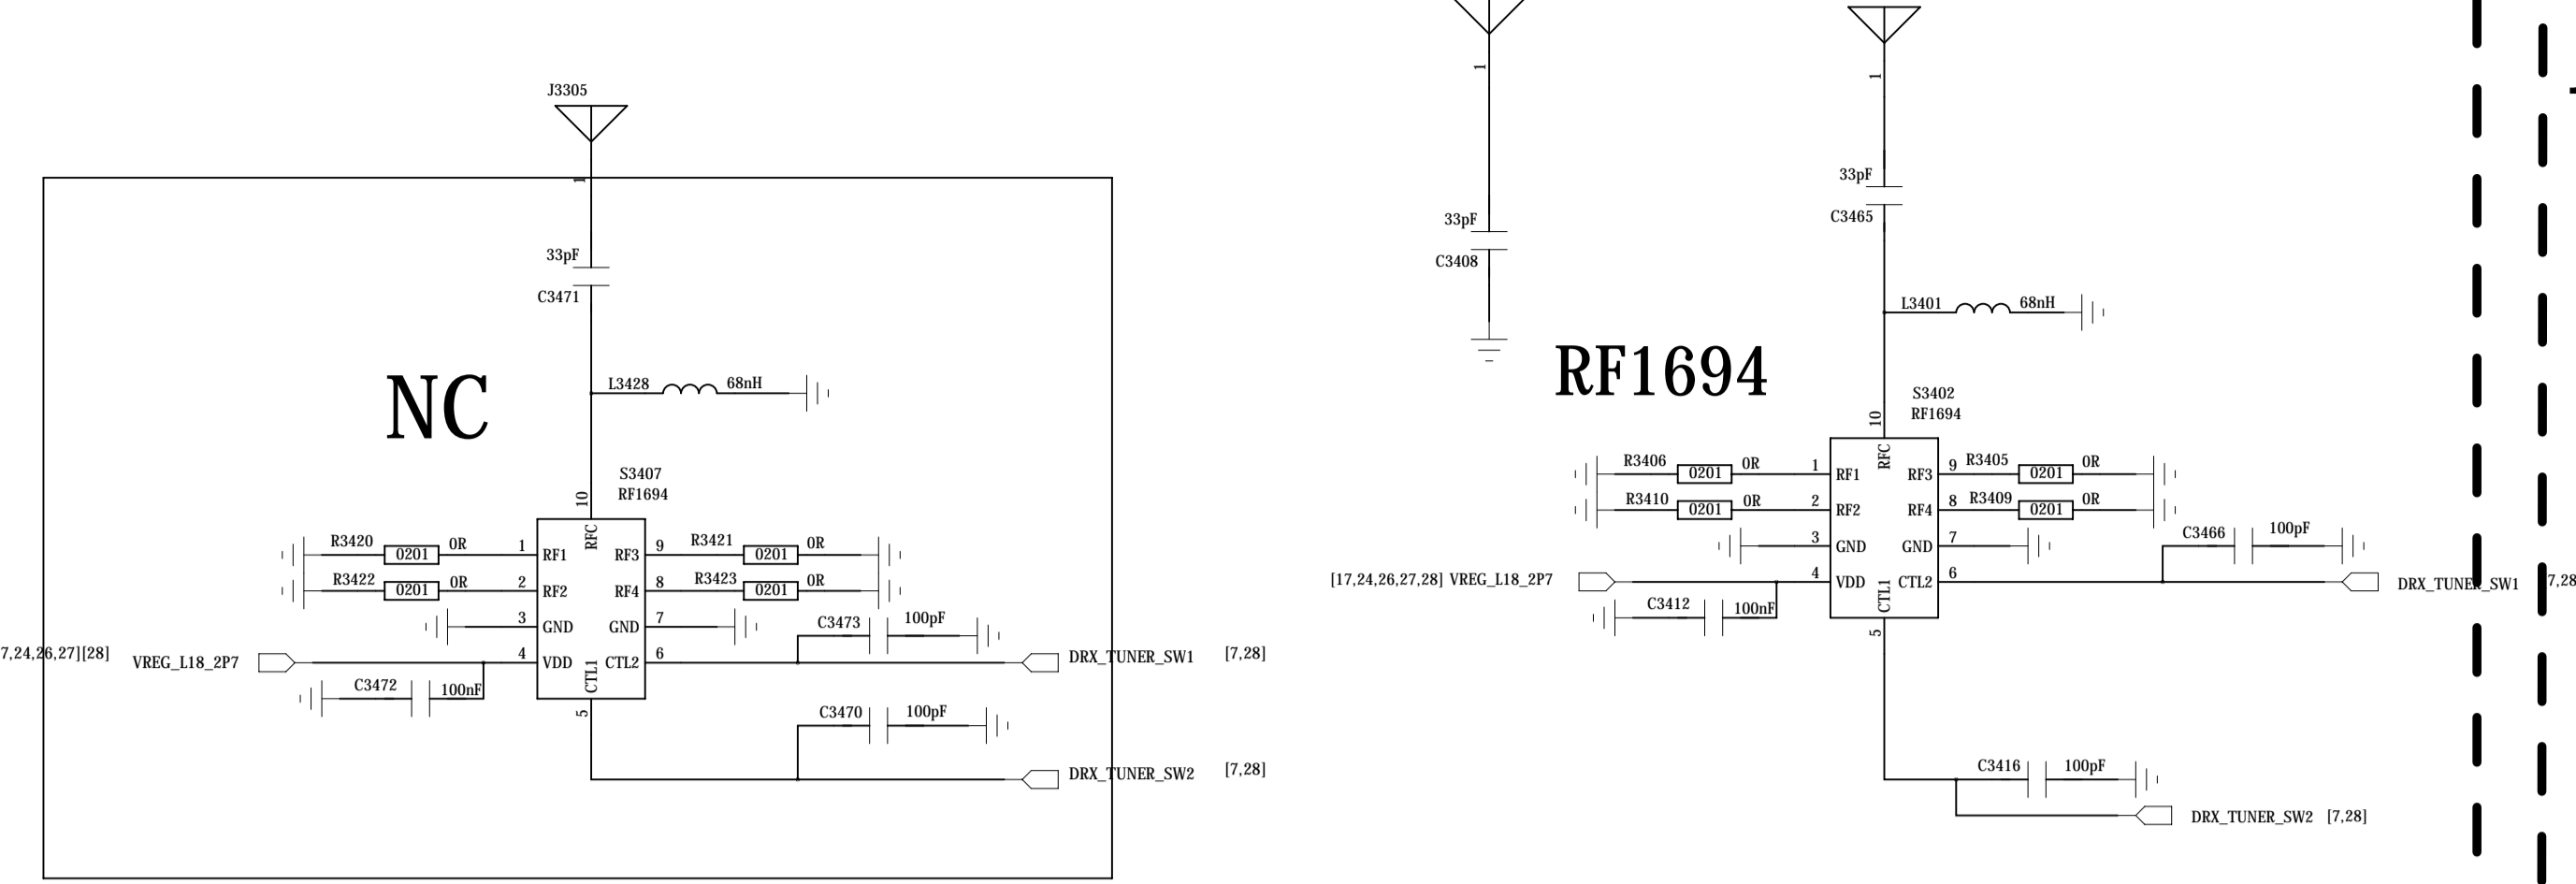 J3305
1
33pF
C3471
NC
L3428 68nH
S3407
RF1694
10
RFC
R3420 0201 0R 1 RF1
R3422 0201 0R 2 RF2
3 GND
7,24,26,27][28] VREG_L18_2P7 4 VDD
C3472 100nF
RF3 9 R3421 0201 0R
RF4 8 R3423 0201 0R
GND 7
CTL2 6
C3473 100pF
DRX_TUNER_SW1 [7,28]
CTL1
5
C3470 100pF
DRX_TUNER_SW2 [7,28]
1
33pF
C3408
1
33pF
C3465
L3401 68nH
RF1694
S3402
RF1694
10
RFC
R3406 0201 0R 1 RF1
R3410 0201 0R 2 RF2
3 GND
[17,24,26,27,28] VREG_L18_2P7 4 VDD
C3412 100nF
RF3 9 R3405 0201 0R
RF4 8 R3409 0201 0R
GND 7
CTL2 6
C3466 100pF
DRX_TUNER_SW1 7,28
CTL1
5
C3416 100pF
DRX_TUNER_SW2 [7,28]